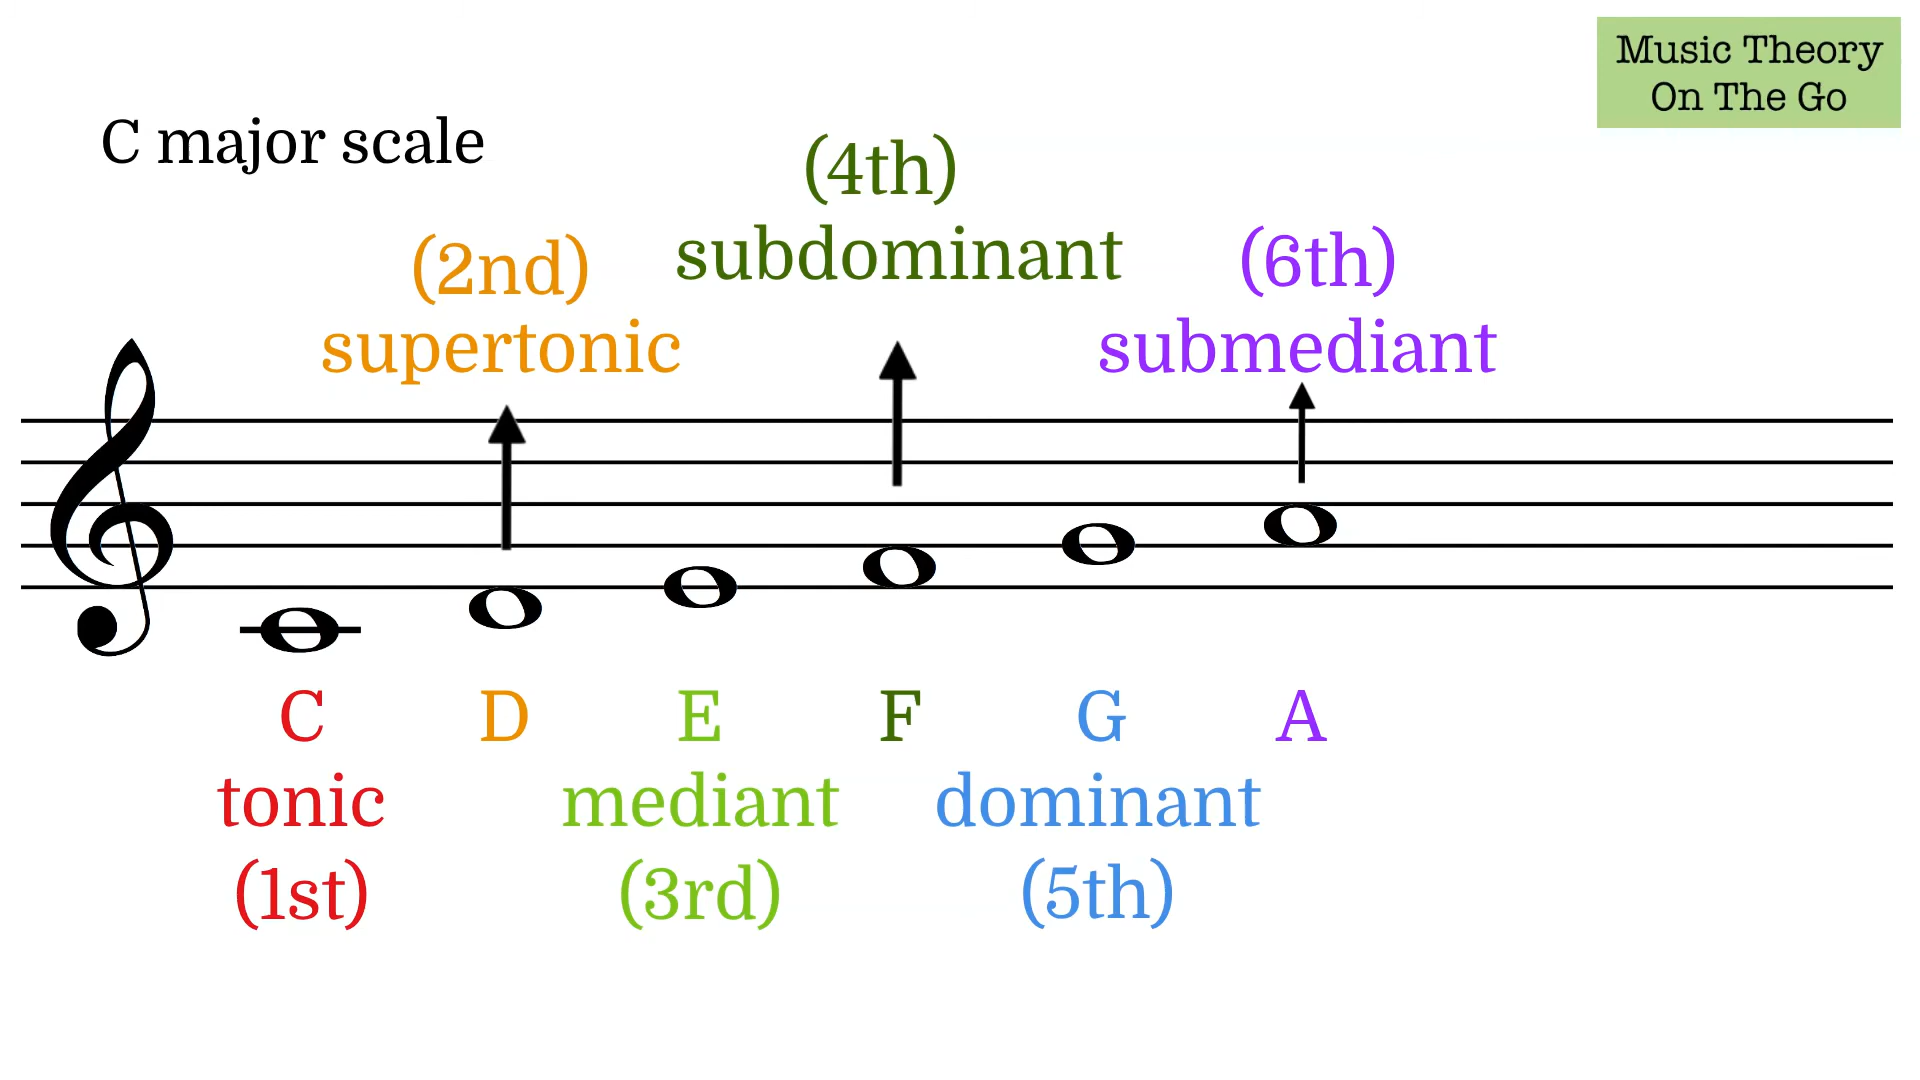 Music Theory
On The Go
C major scale
(4th)
subdominant
(2nd)
supertonic
(6th)
submediant
C D E F G A
tonic mediant dominant
(1st) (3rd) (5th)